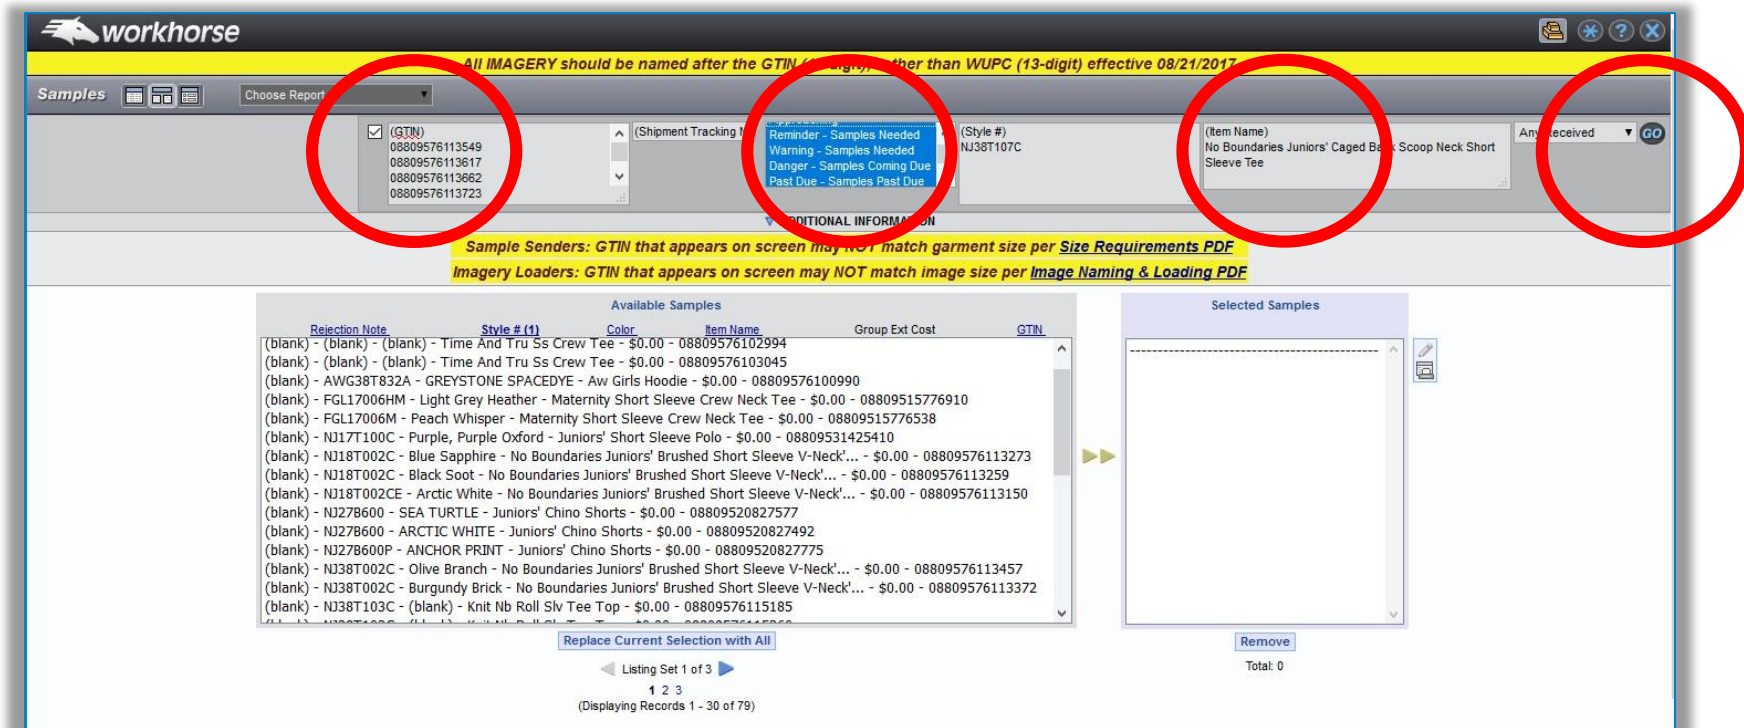 workhorse
All IMAGERY should be named after the GTIN rather than WUPC (13-digit) effective 08/21/2017
Samples
Choose Report
(GTIN)
08809576113549
08809576113617
08809576113662
08809576113723
(Shipment Tracking
Reminder - Samples Needed
Warning - Samples Needed
Danger - Samples Coming Due
Past Due - Samples Past Due
(Style #)
NJ38T107C
(Item Name)
No Boundaries Juniors' Caged Back Scoop Neck Short
Sleeve Tee
Any Received
GO
ADDITIONAL INFORMATION
Sample Senders: GTIN that appears on screen may NOT match garment size per Size Requirements PDF
Imagery Loaders: GTIN that appears on screen may NOT match image size per Image Naming & Loading PDF
Available Samples
Rejection Note Style # (1) Color Item Name Group Ext Cost GTIN
(blank) - (blank) - (blank) - Time And Tru Ss Crew Tee - $0.00 - 08809576102994
(blank) - (blank) - (blank) - Time And Tru Ss Crew Tee - $0.00 - 08809576103045
(blank) - AWG38T832A - GREYSTONE SPACEDYE - Aw Girls Hoodie - $0.00 - 08809576100990
(blank) - FGL17006HM - Light Grey Heather - Maternity Short Sleeve Crew Neck Tee - $0.00 - 08809515776910
(blank) - FGL17006M - Peach Whisper - Maternity Short Sleeve Crew Neck Tee - $0.00 - 08809515776538
(blank) - NJ17T100C - Purple, Purple Oxford - Juniors' Short Sleeve Polo - $0.00 - 08809531425410
(blank) - NJ18T002C - Blue Sapphire - No Boundaries Juniors' Brushed Short Sleeve V-Neck'... - $0.00 - 08809576113273
(blank) - NJ18T002C - Black Soot - No Boundaries Juniors' Brushed Short Sleeve V-Neck'... - $0.00 - 08809576113259
(blank) - NJ18T002CE - Arctic White - No Boundaries Juniors' Brushed Short Sleeve V-Neck'... - $0.00 - 08809576113150
(blank) - NJ27B600 - SEA TURTLE - Juniors' Chino Shorts - $0.00 - 08809520827577
(blank) - NJ27B600 - ARCTIC WHITE - Juniors' Chino Shorts - $0.00 - 08809520827492
(blank) - NJ27B600P - ANCHOR PRINT - Juniors' Chino Shorts - $0.00 - 08809520827775
(blank) - NJ38T002C - Olive Branch - No Boundaries Juniors' Brushed Short Sleeve V-Neck'... - $0.00 - 08809576113457
(blank) - NJ38T002C - Burgundy Brick - No Boundaries Juniors' Brushed Short Sleeve V-Neck'... - $0.00 - 08809576113372
(blank) - NJ38T103C - (blank) - Knit Nb Roll Slv Tee Top - $0.00 - 08809576115185
Replace Current Selection with All
Listing Set 1 of 3
1 2 3
(Displaying Records 1 - 30 of 79)
Selected Samples
Remove
Total: 0